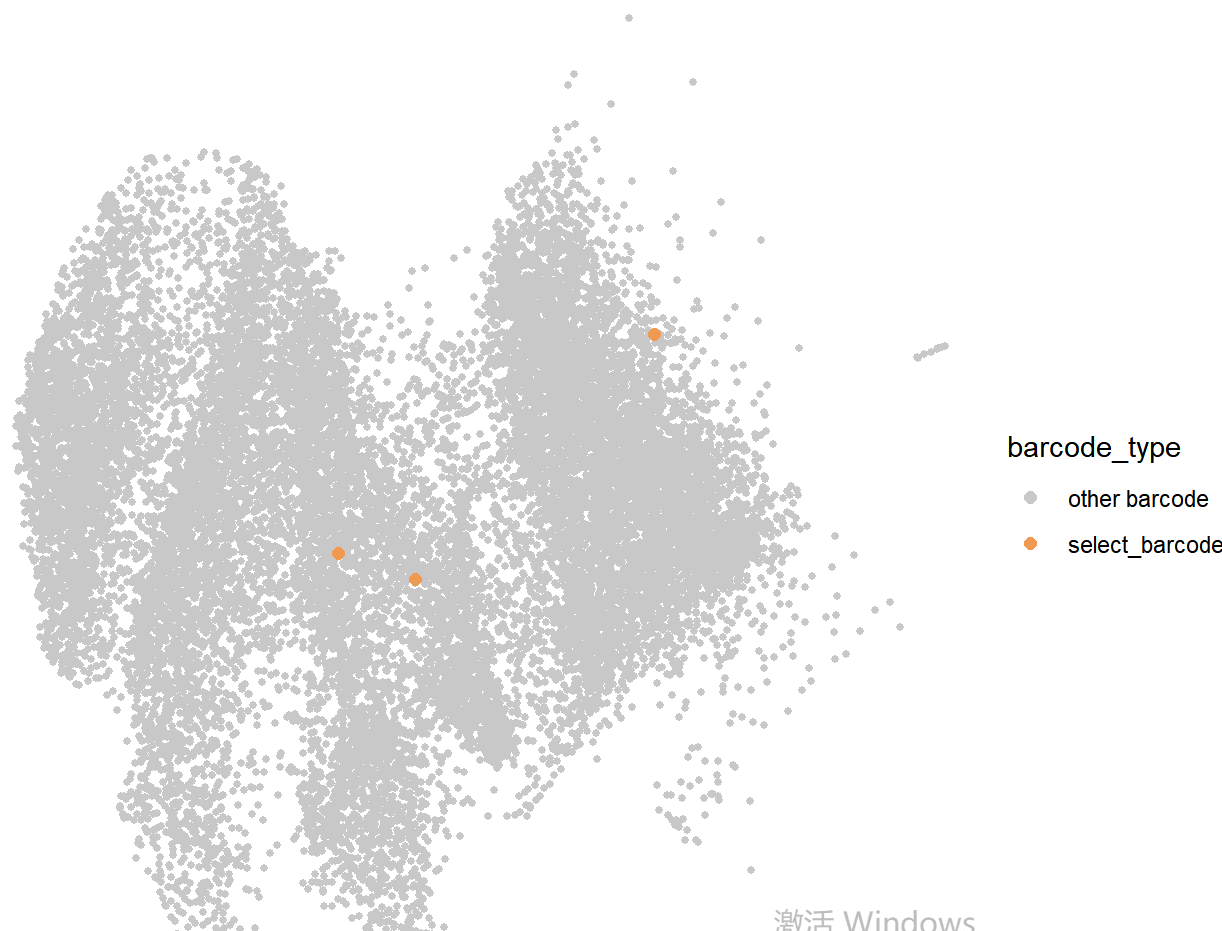 barcode_type
other barcode
select_barcode
激活 Windows